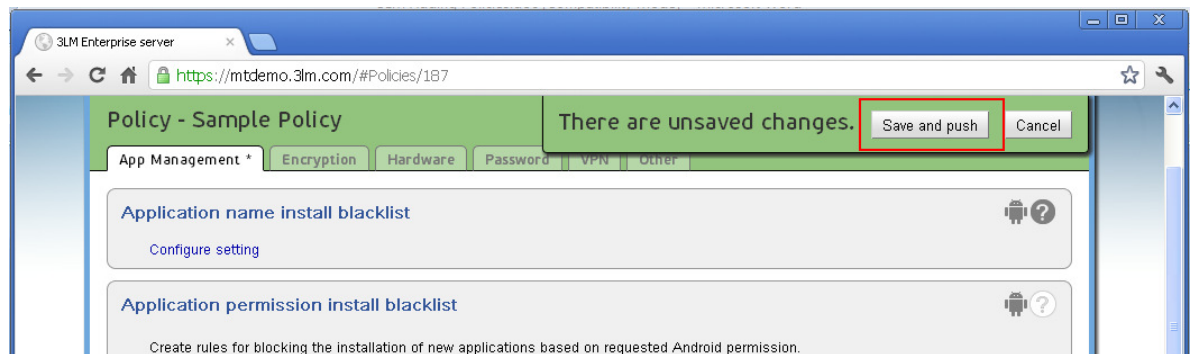 3LM Enterprise server
https://mtdemo.3lm.com/#Policies/187
Policy - Sample Policy
There are unsaved changes.
Save and push
Cancel
App Management *
Encryption
Hardware
Password
VPN
Other
Application name install blacklist
Configure setting
Application permission install blacklist
Create rules for blocking the installation of new applications based on requested Android permission.